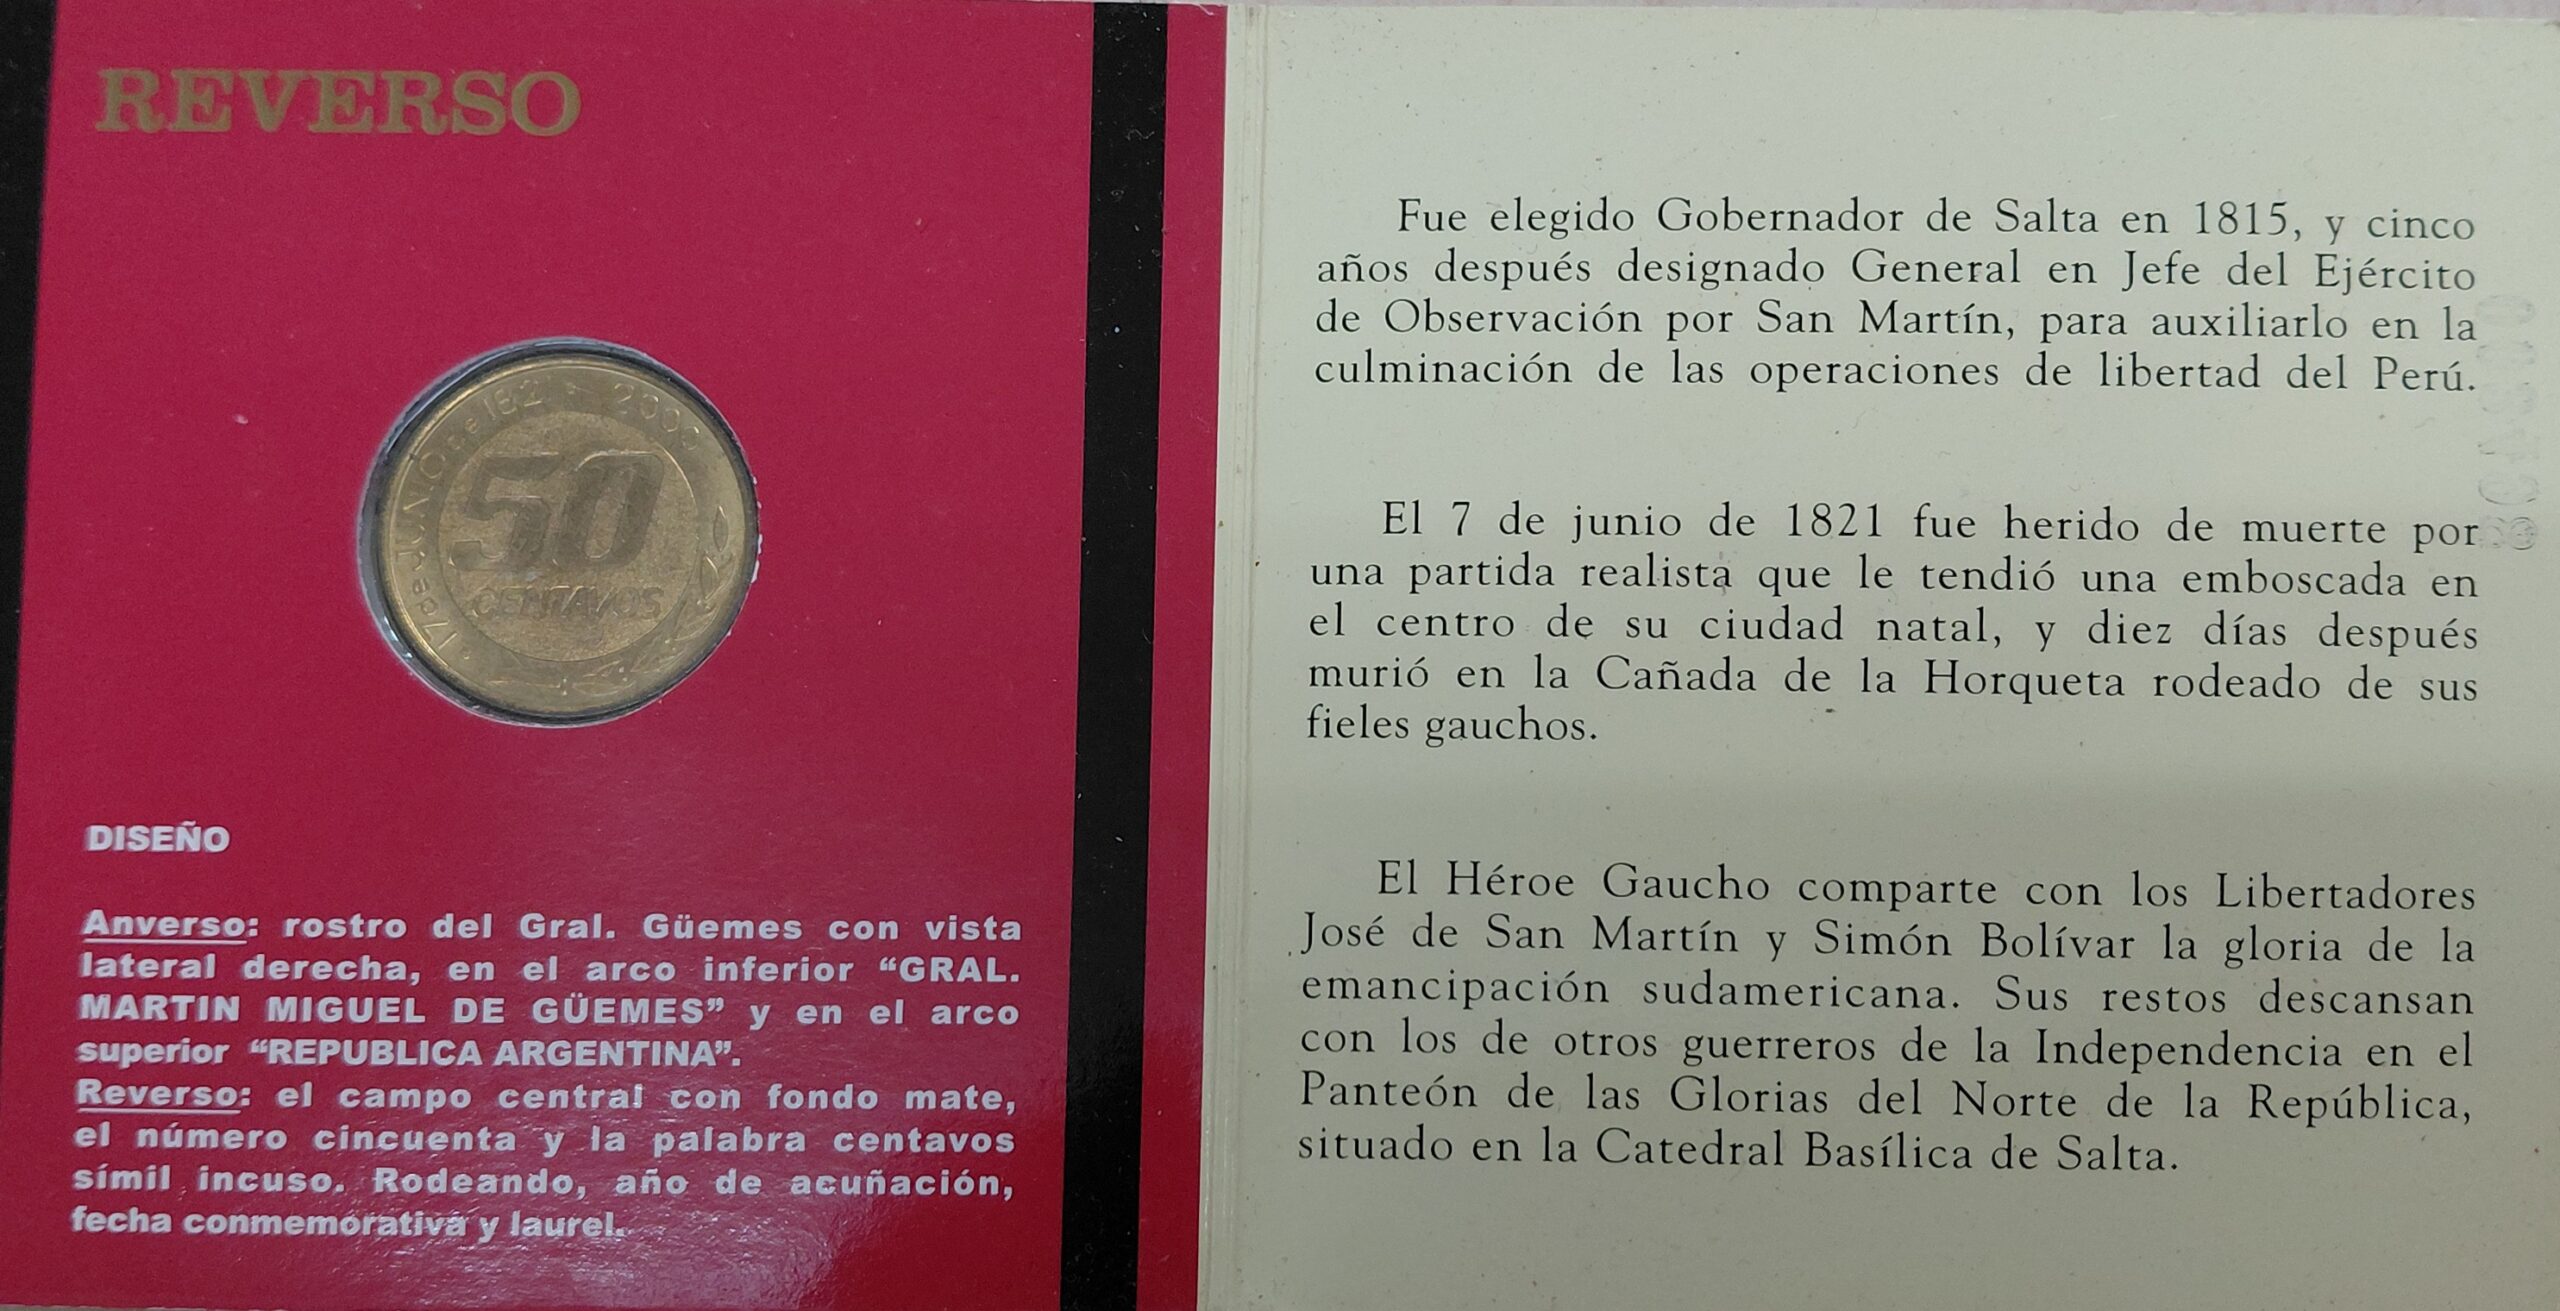 REVERSO
17 de JUNIO DE 1821 2000
50
CENTAVOS
DISEÑO
Anverso: rostro del Gral. Güemes con vista
lateral derecha, en el arco inferior “GRAL.
MARTIN MIGUEL DE GÜEMES” y en el arco
superior “REPUBLICA ARGENTINA”.
Reverso: el campo central con fondo mate,
el número cincuenta y la palabra centavos
símil incuso. Rodeando, año de acuñación,
fecha conmemorativa y laurel.
Fue elegido Gobernador de Salta en 1815, y cinco
años después designado General en Jefe del Ejército
de Observación por San Martín, para auxiliarlo en la
culminación de las operaciones de libertad del Perú.
El 7 de junio de 1821 fue herido de muerte por
una partida realista que le tendió una emboscada en
el centro de su ciudad natal, y diez días después
murió en la Cañada de la Horqueta rodeado de sus
fieles gauchos.
El Héroe Gaucho comparte con los Libertadores
José de San Martín y Simón Bolívar la gloria de la
emancipación sudamericana. Sus restos descansan
con los de otros guerreros de la Independencia en el
Panteón de las Glorias del Norte de la República,
situado en la Catedral Basílica de Salta.